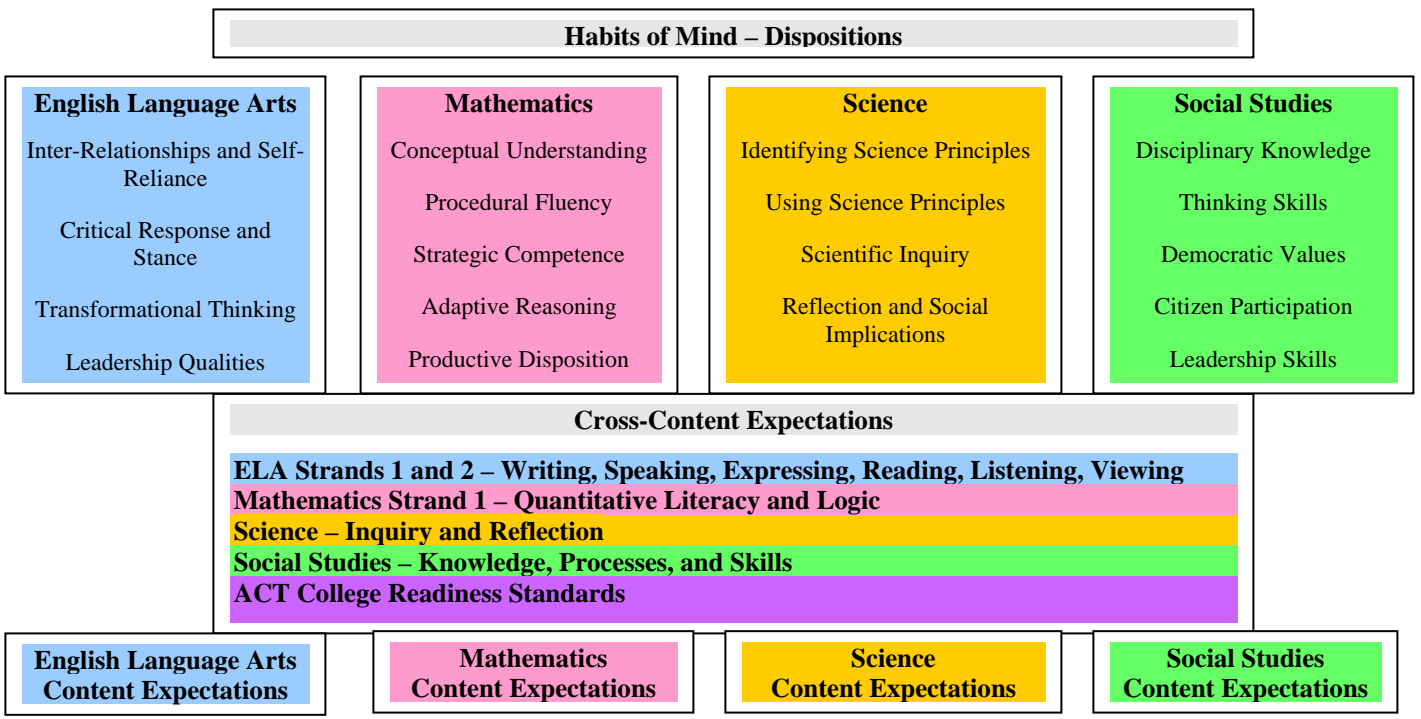 Habits of Mind – Dispositions
English Language Arts
Inter-Relationships and Self-
Reliance
Critical Response and
Stance
Transformational Thinking
Leadership Qualities
Mathematics
Conceptual Understanding
Procedural Fluency
Strategic Competence
Adaptive Reasoning
Productive Disposition
Science
Identifying Science Principles
Using Science Principles
Scientific Inquiry
Reflection and Social
Implications
Social Studies
Disciplinary Knowledge
Thinking Skills
Democratic Values
Citizen Participation
Leadership Skills
Cross-Content Expectations
ELA Strands 1 and 2 – Writing, Speaking, Expressing, Reading, Listening, Viewing
Mathematics Strand 1 – Quantitative Literacy and Logic
Science – Inquiry and Reflection
Social Studies – Knowledge, Processes, and Skills
ACT College Readiness Standards
English Language Arts
Content Expectations
Mathematics
Content Expectations
Science
Content Expectations
Social Studies
Content Expectations